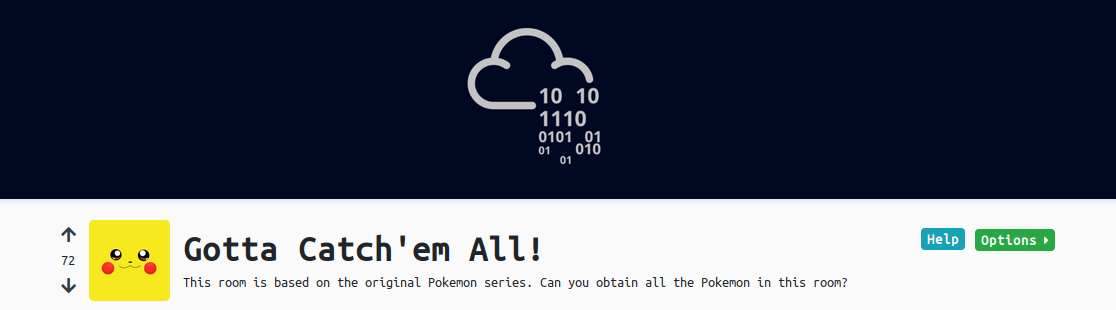 10 10
1110
0101 01
01 010
01
Gotta Catch'em All!
Help
Options
72
This room is based on the original Pokemon series. Can you obtain all the Pokemon in this room?